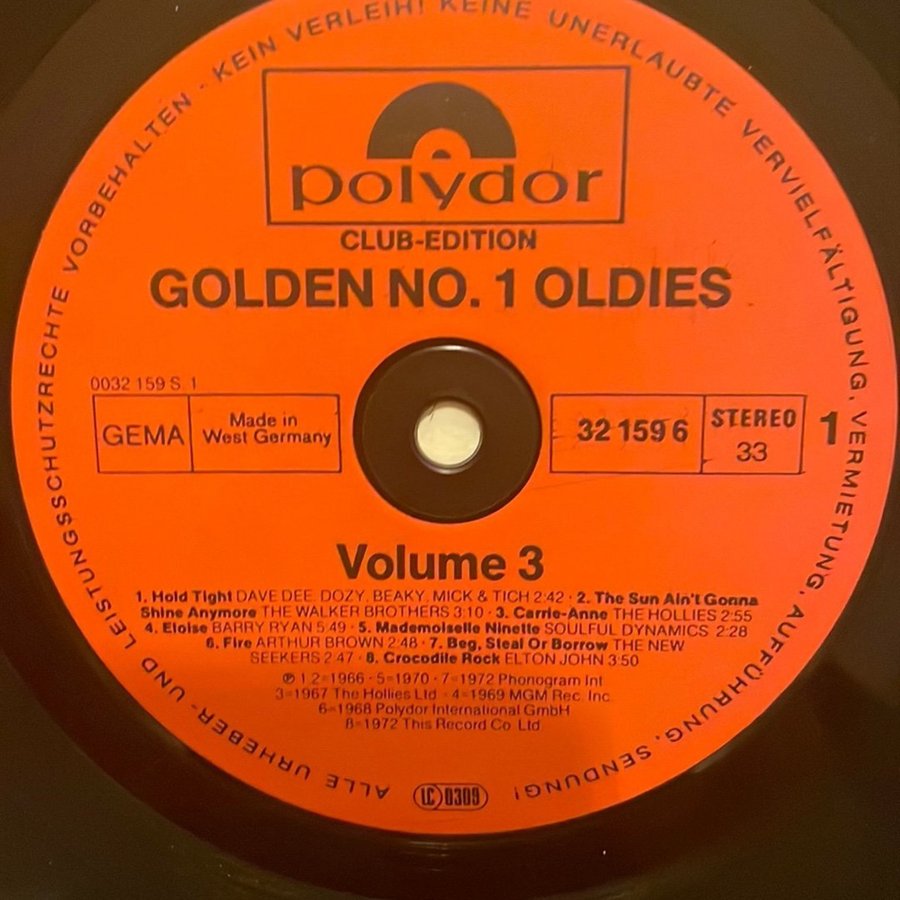 ALLE URHEBER- UND LEISTUNGSSCHUTZRECHTE VORBEHALTEN - KEIN VERLEIH! KEINE UNERLAUBTE VERVIELFÄLTIGUNG, VERMIETUNG, AUFFÜHRUNG, SENDUNG!
polydor
CLUB-EDITION
GOLDEN NO. 1 OLDIES
0032 159 S 1
GEMA
Made in
West Germany
32 159 6
STEREO
33
1
Volume 3
1. Hold Tight DAVE DEE, DOZY, BEAKY, MICK & TICH 2:42 · 2. The Sun Ain't Gonna
Shine Anymore THE WALKER BROTHERS 3:10 · 3. Carrie-Anne THE HOLLIES 2:55
4. Eloise BARRY RYAN 5:49 · 5. Mademoiselle Ninette SOULFUL DYNAMICS 2:28
6. Fire ARTHUR BROWN 2:48 · 7. Beg, Steal Or Borrow THE NEW
SEEKERS 2:47 · 8. Crocodile Rock ELTON JOHN 3:50
℗ 1,2=1966 · 5=1970 · 7=1972 Phonogram Int
3=1967 The Hollies Ltd · 4=1969 MGM Rec. Inc.
6=1968 Polydor International GmbH
8=1972 This Record Co. Ltd
LC 0309